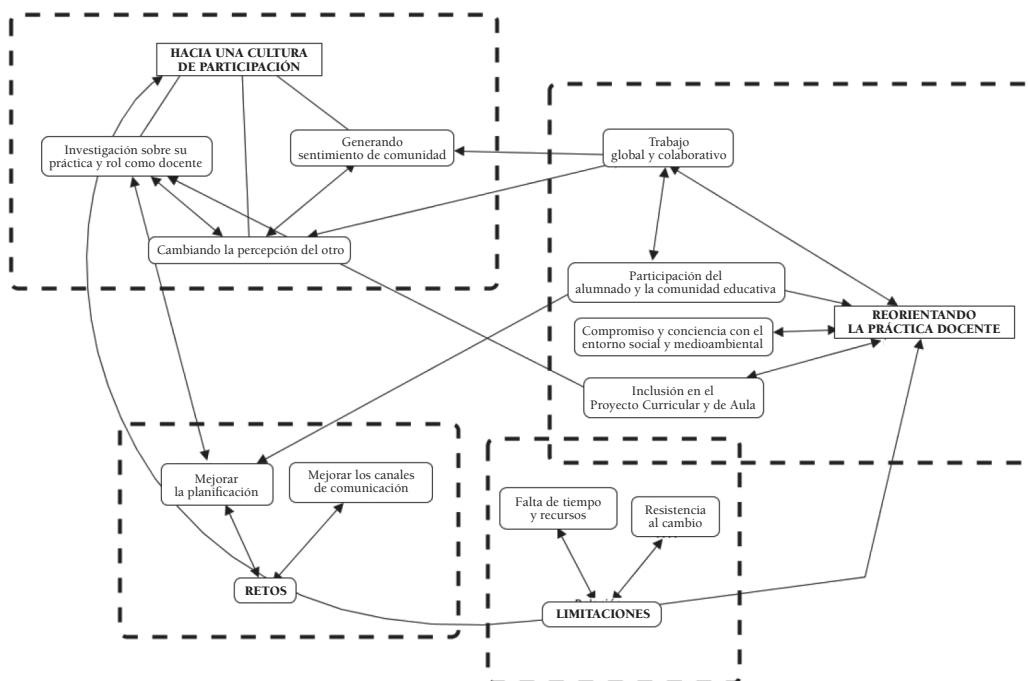 HACIA UNA CULTURA
DE PARTICIPACIÓN
Investigación sobre su
práctica y rol como docente
Generando
sentimiento de comunidad
Cambiando la percepción del otro
Trabajo
global y colaborativo
Participación del
alumnado y la comunidad educativa
REORIENTANDO
LA PRÁCTICA DOCENTE
Compromiso y conciencia con el
entorno social y medioambiental
Inclusión en el
Proyecto Curricular y de Aula
Mejorar
la planificación
Mejorar los canales
de comunicación
RETOS
Falta de tiempo
y recursos
Resistencia
al cambio
LIMITACIONES